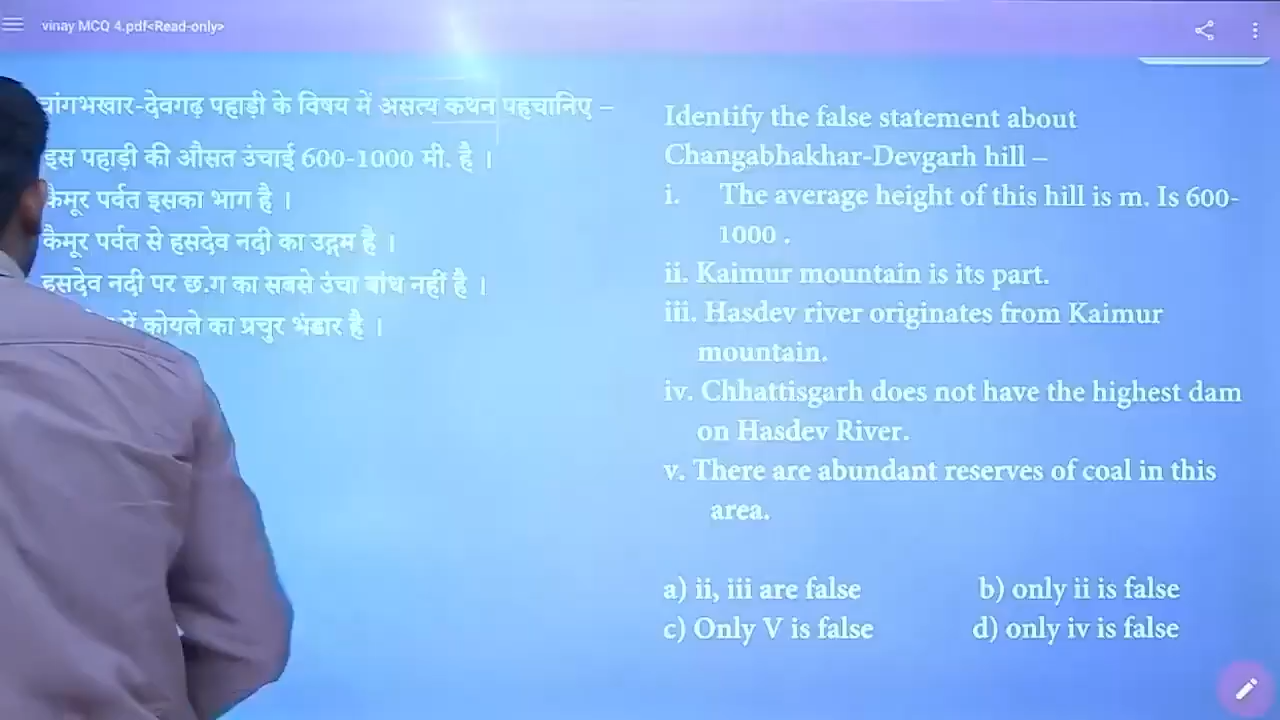 vinay MCQ 4.pdf<Read-only>
चांगभखार-देवगढ़ पहाड़ी के विषय में असत्य कथन पहचानिए –
इस पहाड़ी की औसत उंचाई 600-1000 मी. है ।
कैमूर पर्वत इसका भाग है ।
कैमूर पर्वत से हसदेव नदी का उद्गम है ।
हसदेव नदी पर छ.ग का सबसे उंचा बांध नहीं है ।
में कोयले का प्रचुर भंडार है ।
Identify the false statement about
Changabhakhar-Devgarh hill –
i. The average height of this hill is m. Is 600-
1000 .
ii. Kaimur mountain is its part.
iii. Hasdev river originates from Kaimur
mountain.
iv. Chhattisgarh does not have the highest dam
on Hasdev River.
v. There are abundant reserves of coal in this
area.
a) ii, iii are false b) only ii is false
c) Only V is false d) only iv is false